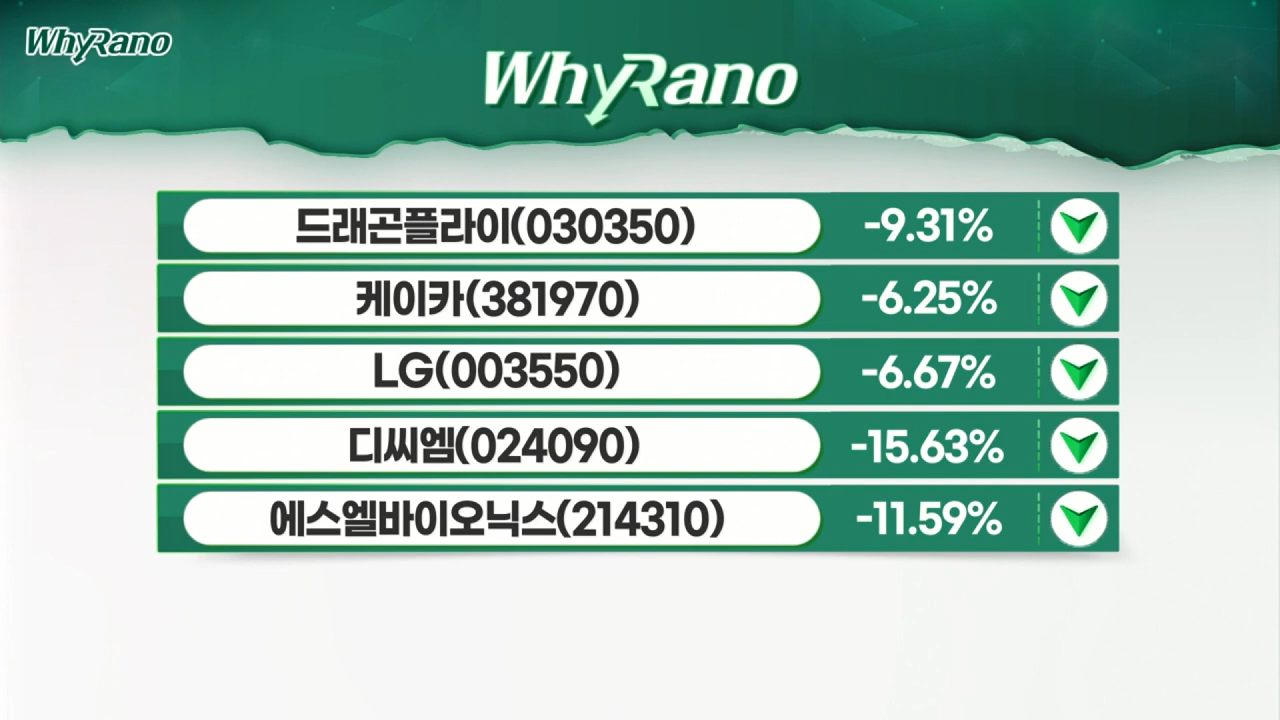 WhyRano
WhyRano
드래곤플라이(030350) -9.31%
케이카(381970) -6.25%
LG(003550) -6.67%
디씨엠(024090) -15.63%
에스엘바이오닉스(214310) -11.59%